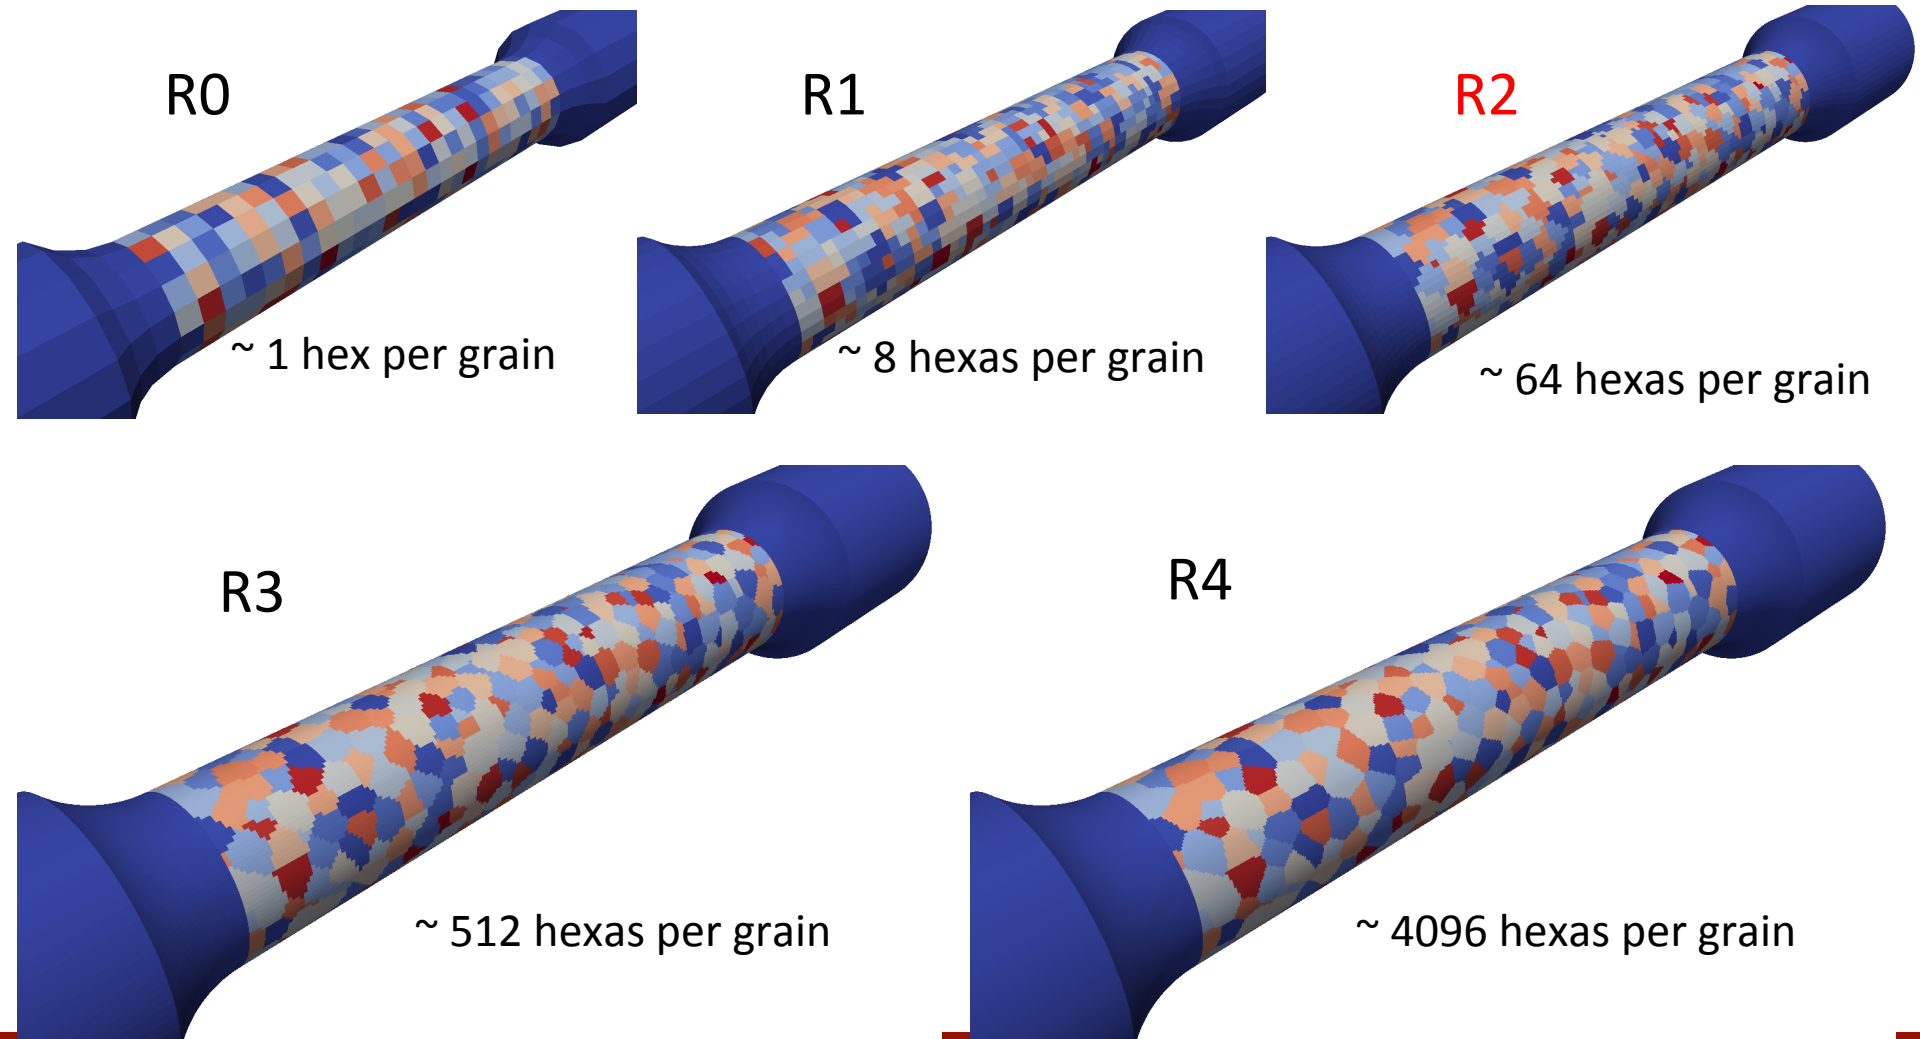 R0
~ 1 hex per grain
R1
~ 8 hexas per grain
R2
~ 64 hexas per grain
R3
~ 512 hexas per grain
R4
~ 4096 hexas per grain